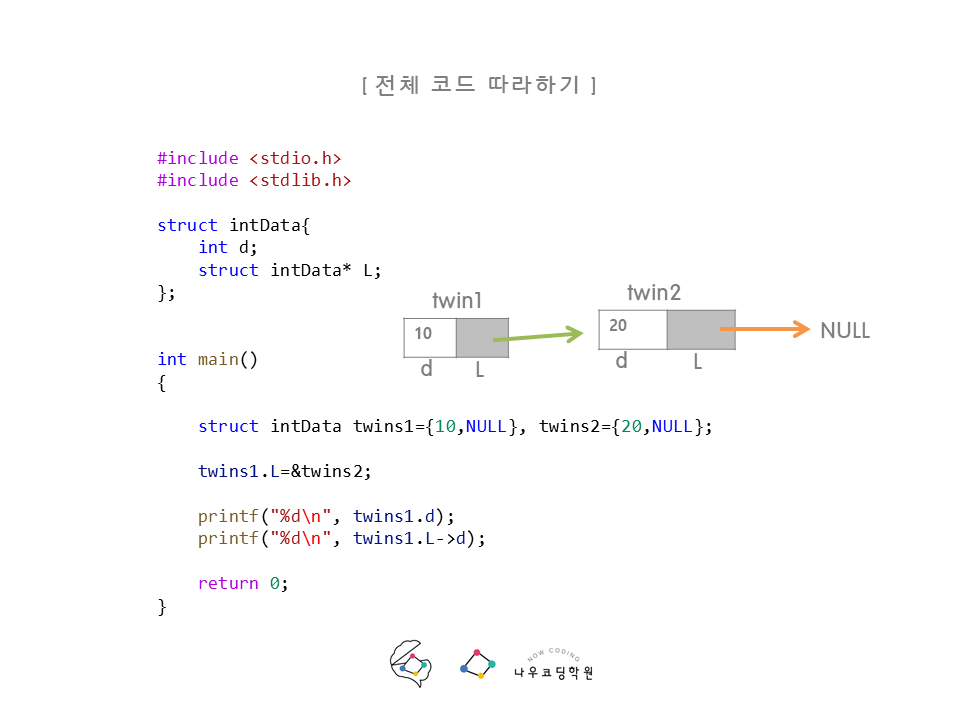 [ 전체 코드 따라하기 ]
#include <stdio.h>
#include <stdlib.h>
struct intData{
int d;
struct intData* L;
};
twin1
10
d
L
twin2
20
d
L
NULL
int main()
{
struct intData twins1={10,NULL}, twins2={20,NULL};
twins1.L=&twins2;
printf("%d\n", twins1.d);
printf("%d\n", twins1.L->d);
return 0;
}
NOW CODING
나우코딩학원